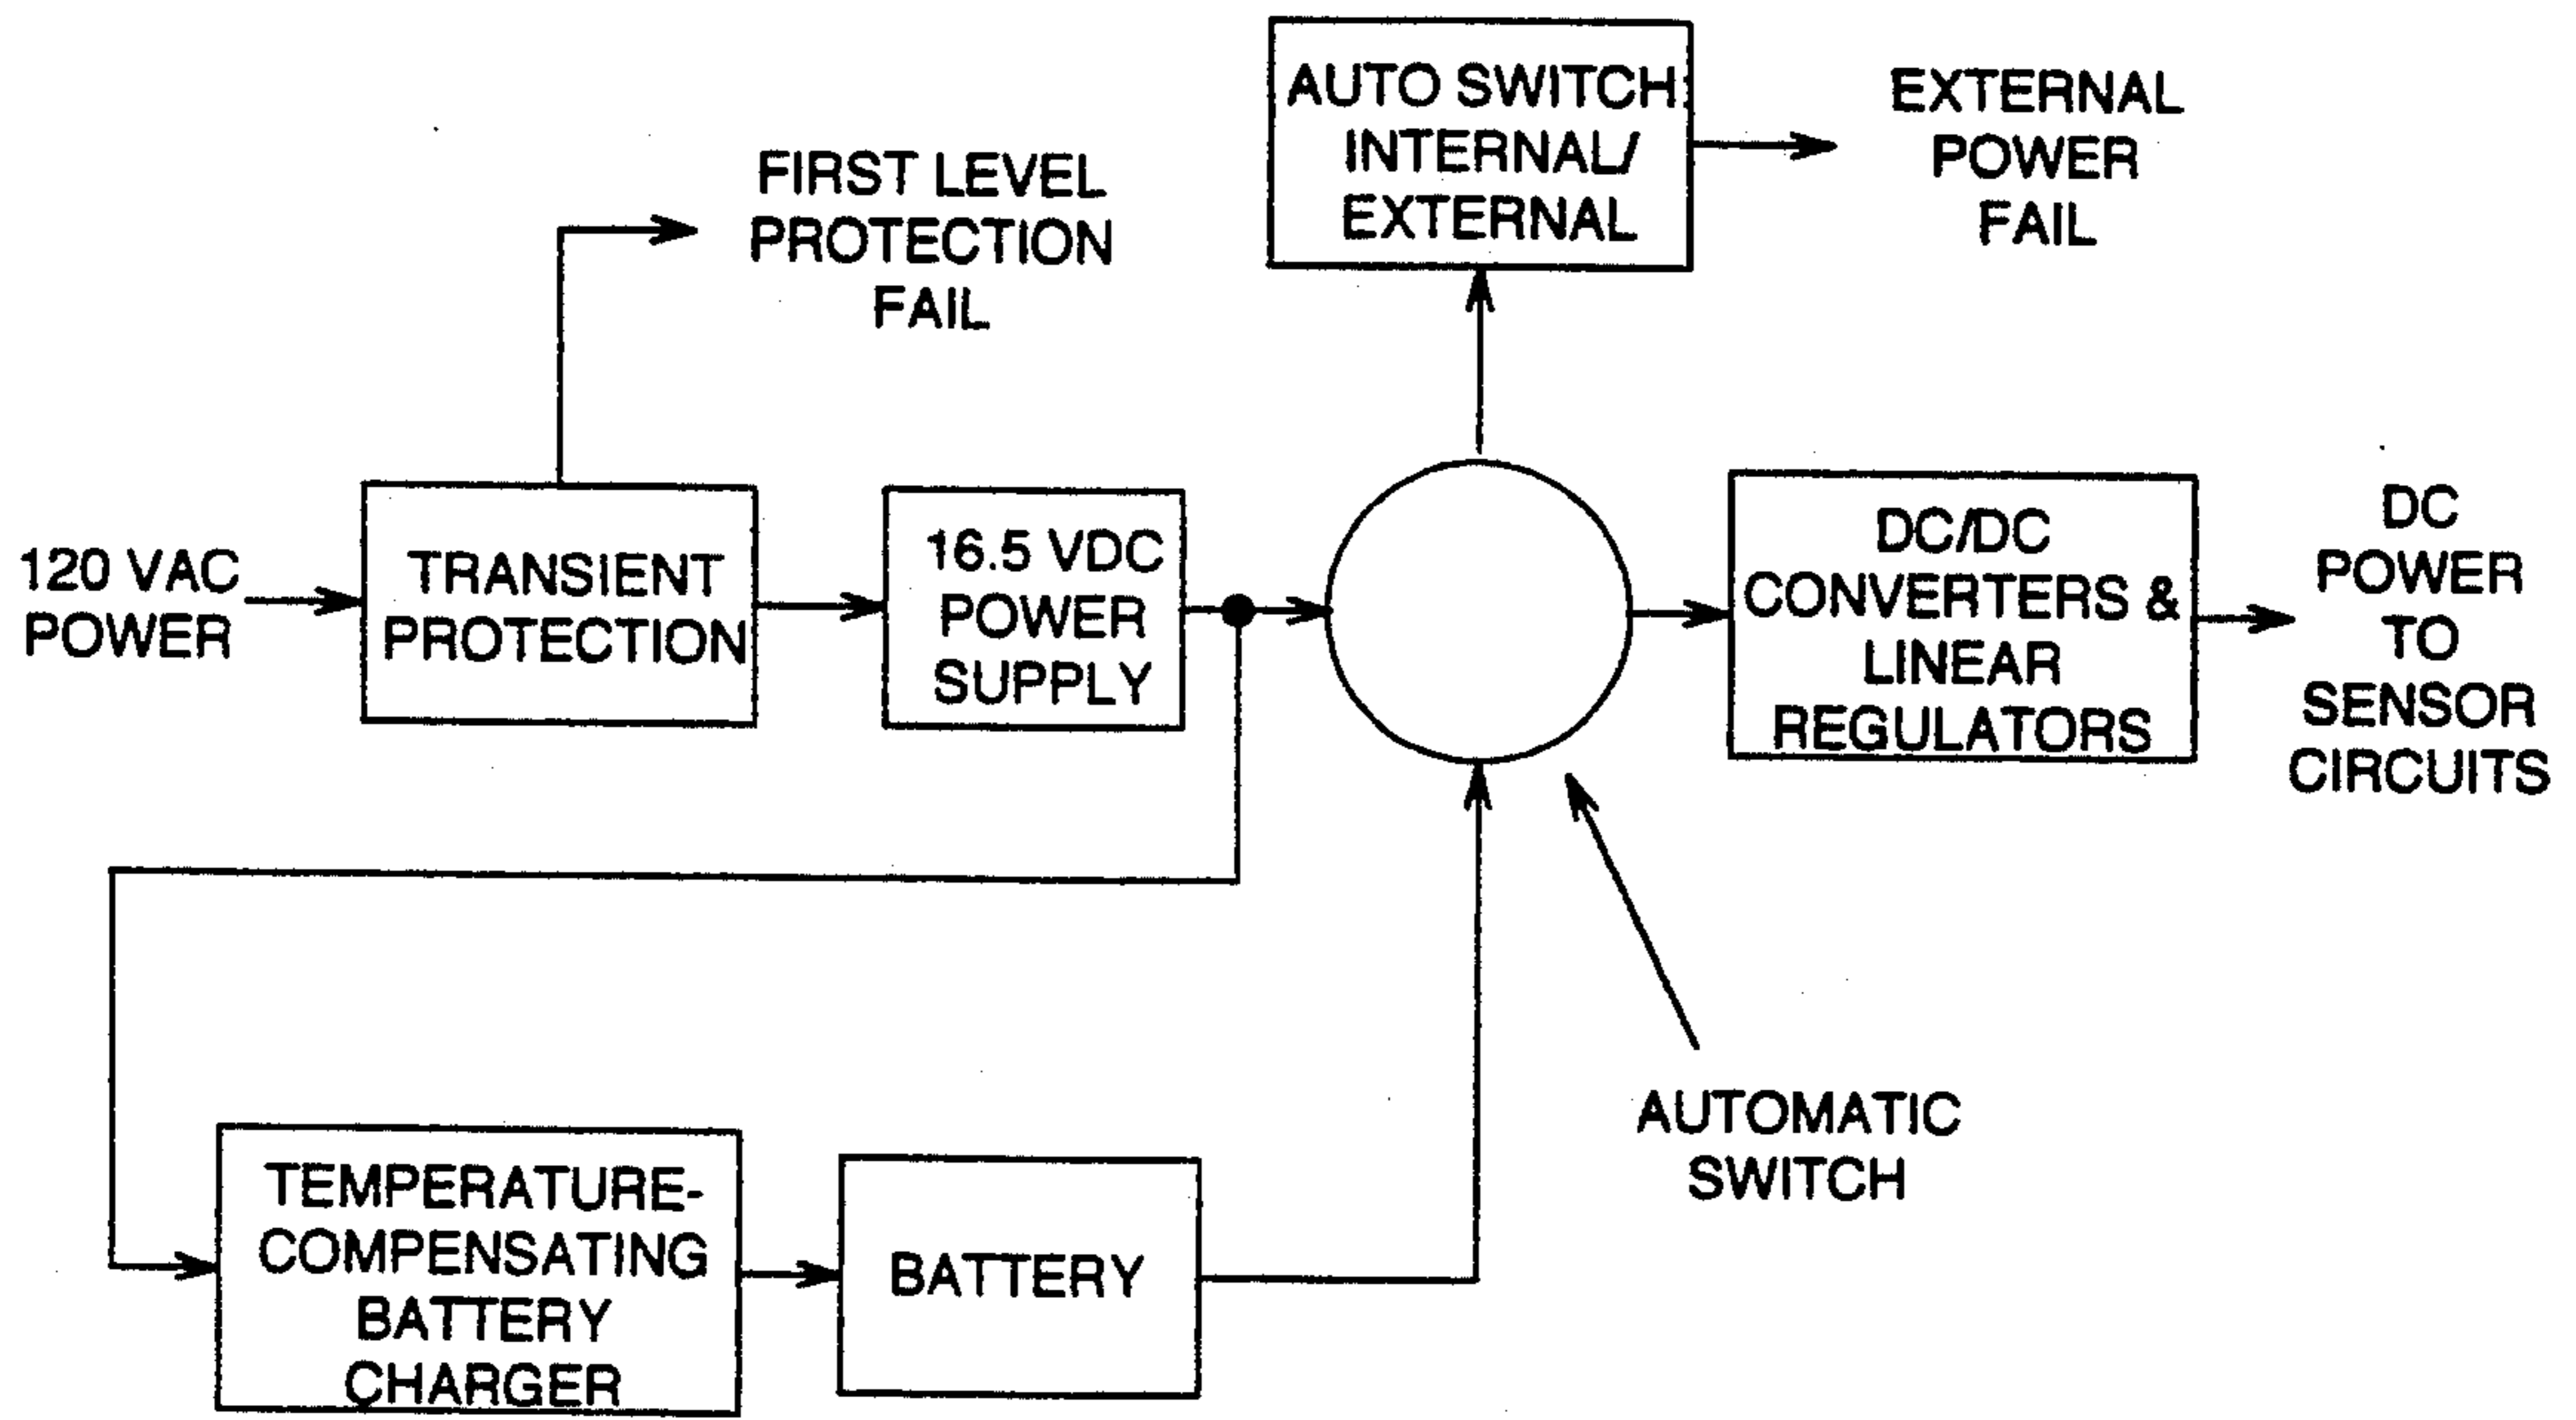 AUTO SWITCH
INTERNAL/
EXTERNAL
EXTERNAL
POWER
FAIL
FIRST LEVEL
PROTECTION
FAIL
120 VAC
POWER
TRANSIENT
PROTECTION
16.5 VDC
POWER
SUPPLY
DC/DC
CONVERTERS &
LINEAR
REGULATORS
DC
POWER
TO
SENSOR
CIRCUITS
AUTOMATIC
SWITCH
TEMPERATURE-
COMPENSATING
BATTERY
CHARGER
BATTERY